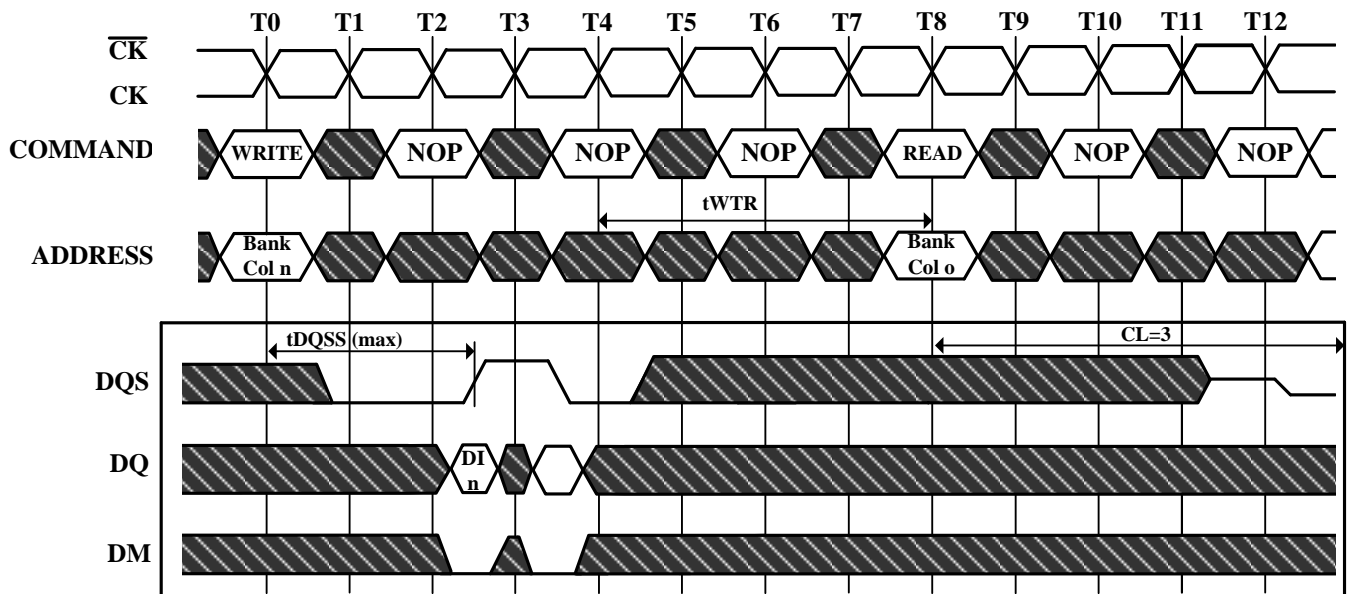 T0 T1 T2 T3 T4 T5 T6 T7 T8 T9 T10 T11 T12
CK
CK
COMMAND WRITE NOP NOP NOP READ NOP NOP
tWTR
ADDRESS Bank Col n Bank Col o
tDQSS (max) CL=3
DQS
DQ DI n
DM